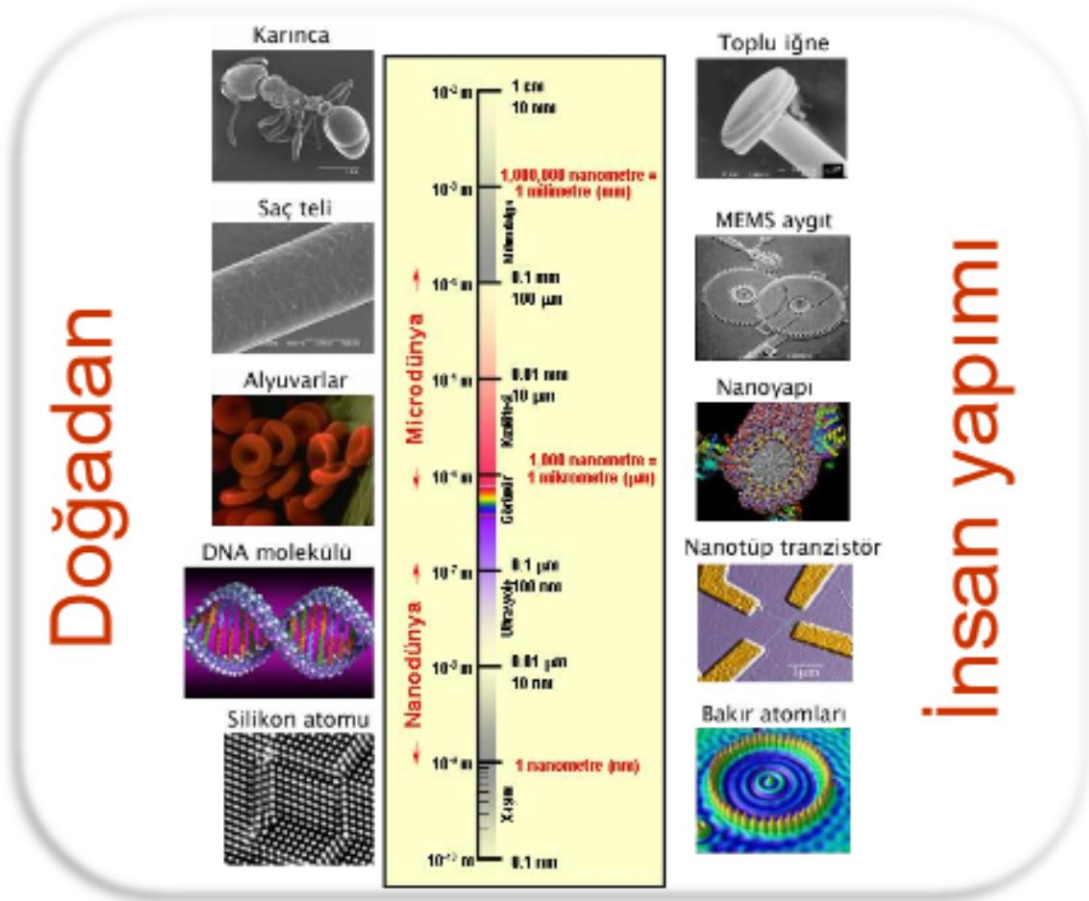 Doğadan
Karınca
Saç teli
Alyuvarlar
DNA molekülü
Silikon atomu
1 cm
10 mm
1,000,000 nanometre =
1 milimetre (mm)
0.1 mm
100 µm
0.01 mm
10 µm
1,000 nanometre =
1 mikrometre (µm)
0.1 µm
100 nm
0.01 µm
10 nm
1 nanometre (nm)
0.1 nm
Microdünya
Nanodünya
Görünür
Toplu iğne
MEMS aygıt
Nanoyapı
Nanotüp tranzistör
1µm
Bakır atomları
İnsan yapımı